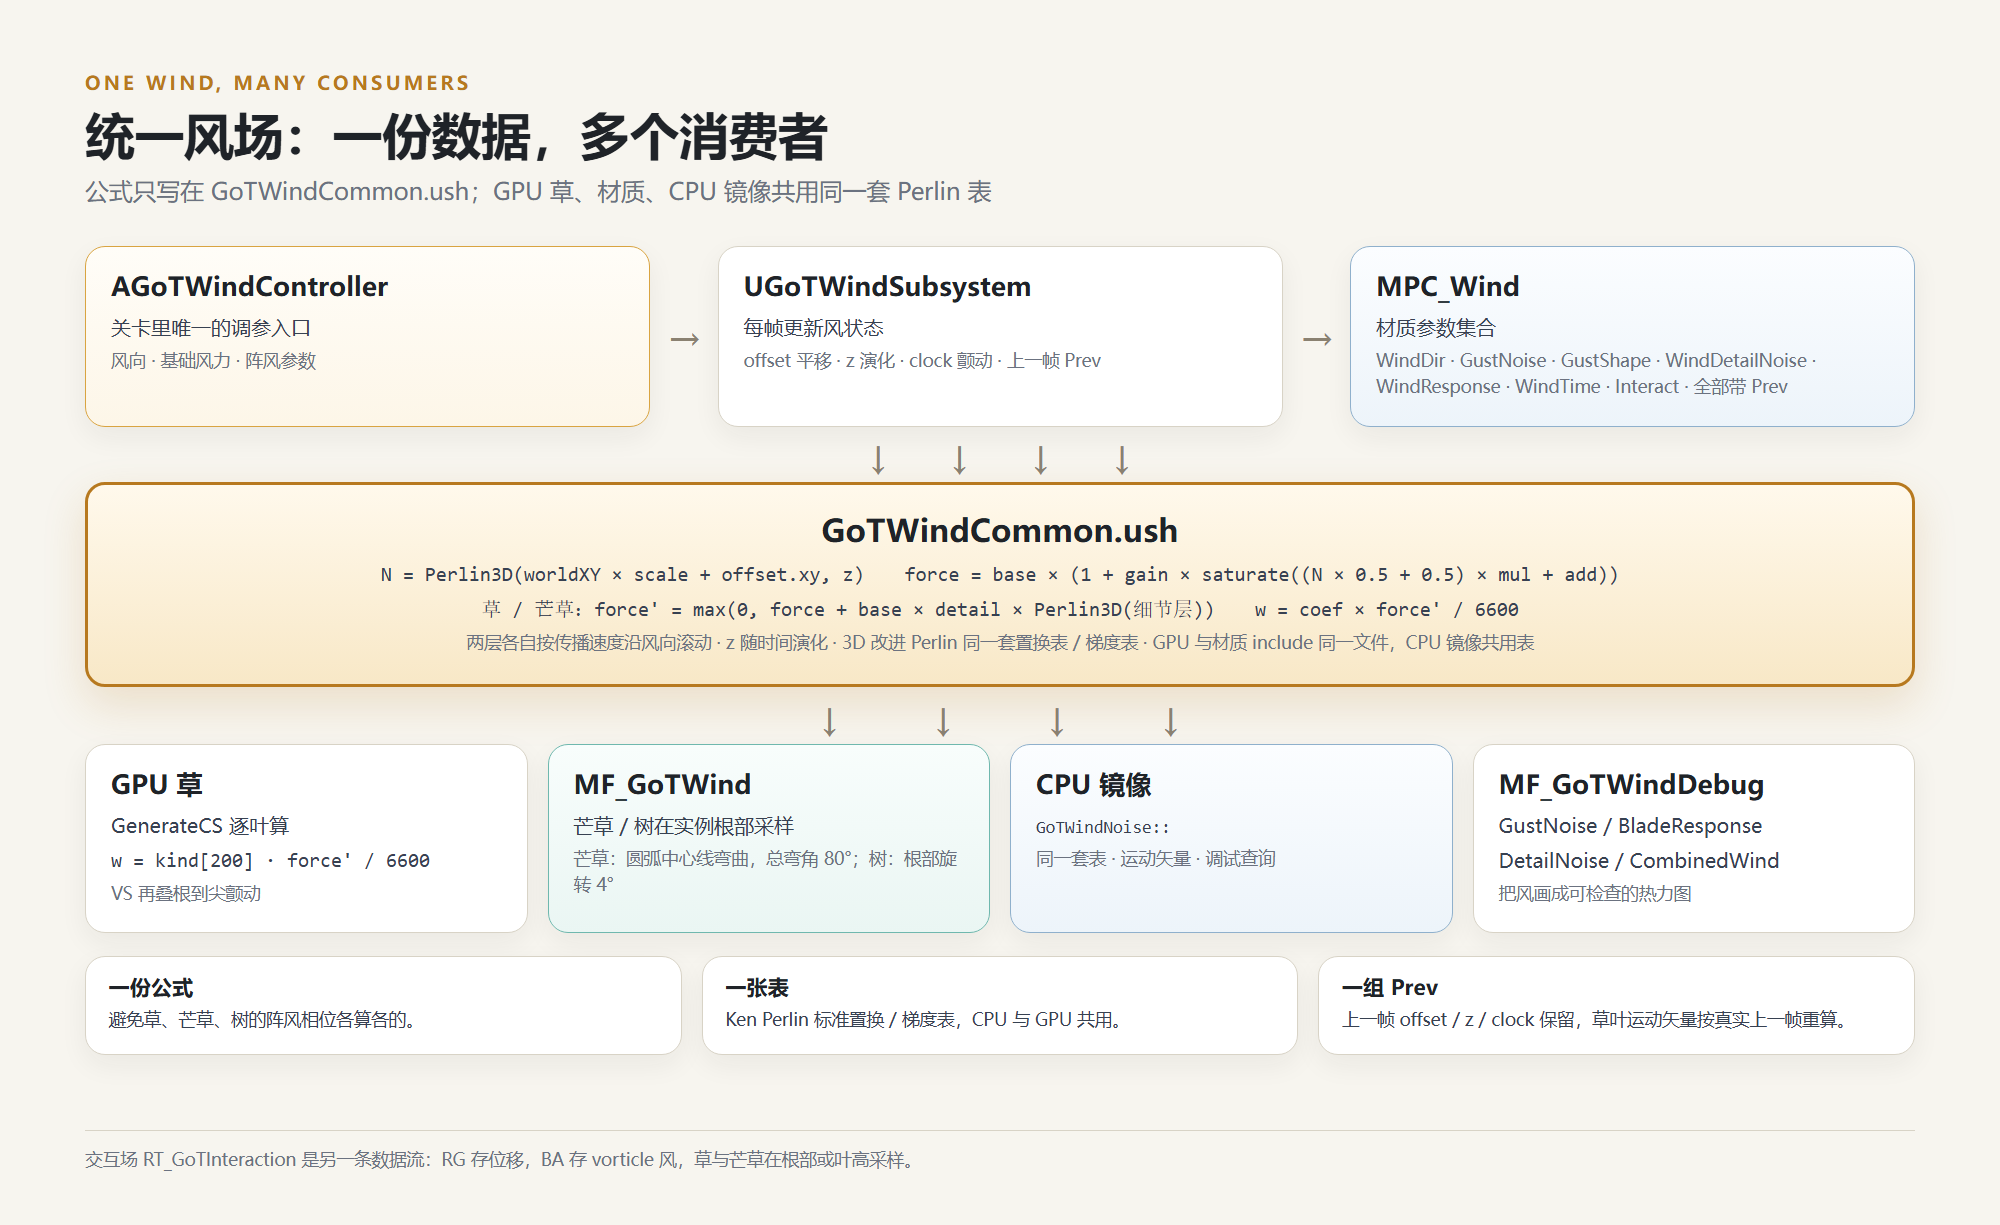 ONE WIND, MANY CONSUMERS
统一风场：一份数据，多个消费者
公式只写在 GoTWindCommon.ush；GPU 草、材质、CPU 镜像共用同一套 Perlin 表
AGoTWindController
关卡里唯一的调参入口
风向 · 基础风力 · 阵风参数
→
UGoTWindSubsystem
每帧更新风状态
offset 平移 · z 演化 · clock 颤动 · 上一帧 Prev
→
MPC_Wind
材质参数集合
WindDir · GustNoise · GustShape · WindDetailNoise ·
WindResponse · WindTime · Interact · 全部带 Prev
↓ ↓ ↓ ↓
GoTWindCommon.ush
N = Perlin3D(worldXY × scale + offset.xy, z) force = base × (1 + gain × saturate((N × 0.5 + 0.5) × mul + add))
草 / 芒草：force' = max(0, force + base × detail × Perlin3D(细节层)) w = coef × force' / 6600
两层各自按传播速度沿风向滚动 · z 随时间演化 · 3D 改进 Perlin 同一套置换表 / 梯度表 · GPU 与材质 include 同一文件，CPU 镜像共用表
↓ ↓ ↓ ↓
GPU 草
GenerateCS 逐叶算
w = kind[200] · force' / 6600
VS 再叠根到尖颤动
MF_GoTWind
芒草 / 树在实例根部采样
芒草：圆弧中心线弯曲，总弯角 80°；树：根部旋
转 4°
CPU 镜像
GoTWindNoise::
同一套表 · 运动矢量 · 调试查询
MF_GoTWindDebug
GustNoise / BladeResponse
DetailNoise / CombinedWind
把风画成可检查的热力图
一份公式
避免草、芒草、树的阵风相位各算各的。
一张表
Ken Perlin 标准置换 / 梯度表，CPU 与 GPU 共用。
一组 Prev
上一帧 offset / z / clock 保留，草叶运动矢量按真实上一帧重算。
交互场 RT_GoTInteraction 是另一条数据流：RG 存位移，BA 存 vorticle 风，草与芒草在根部或叶高采样。